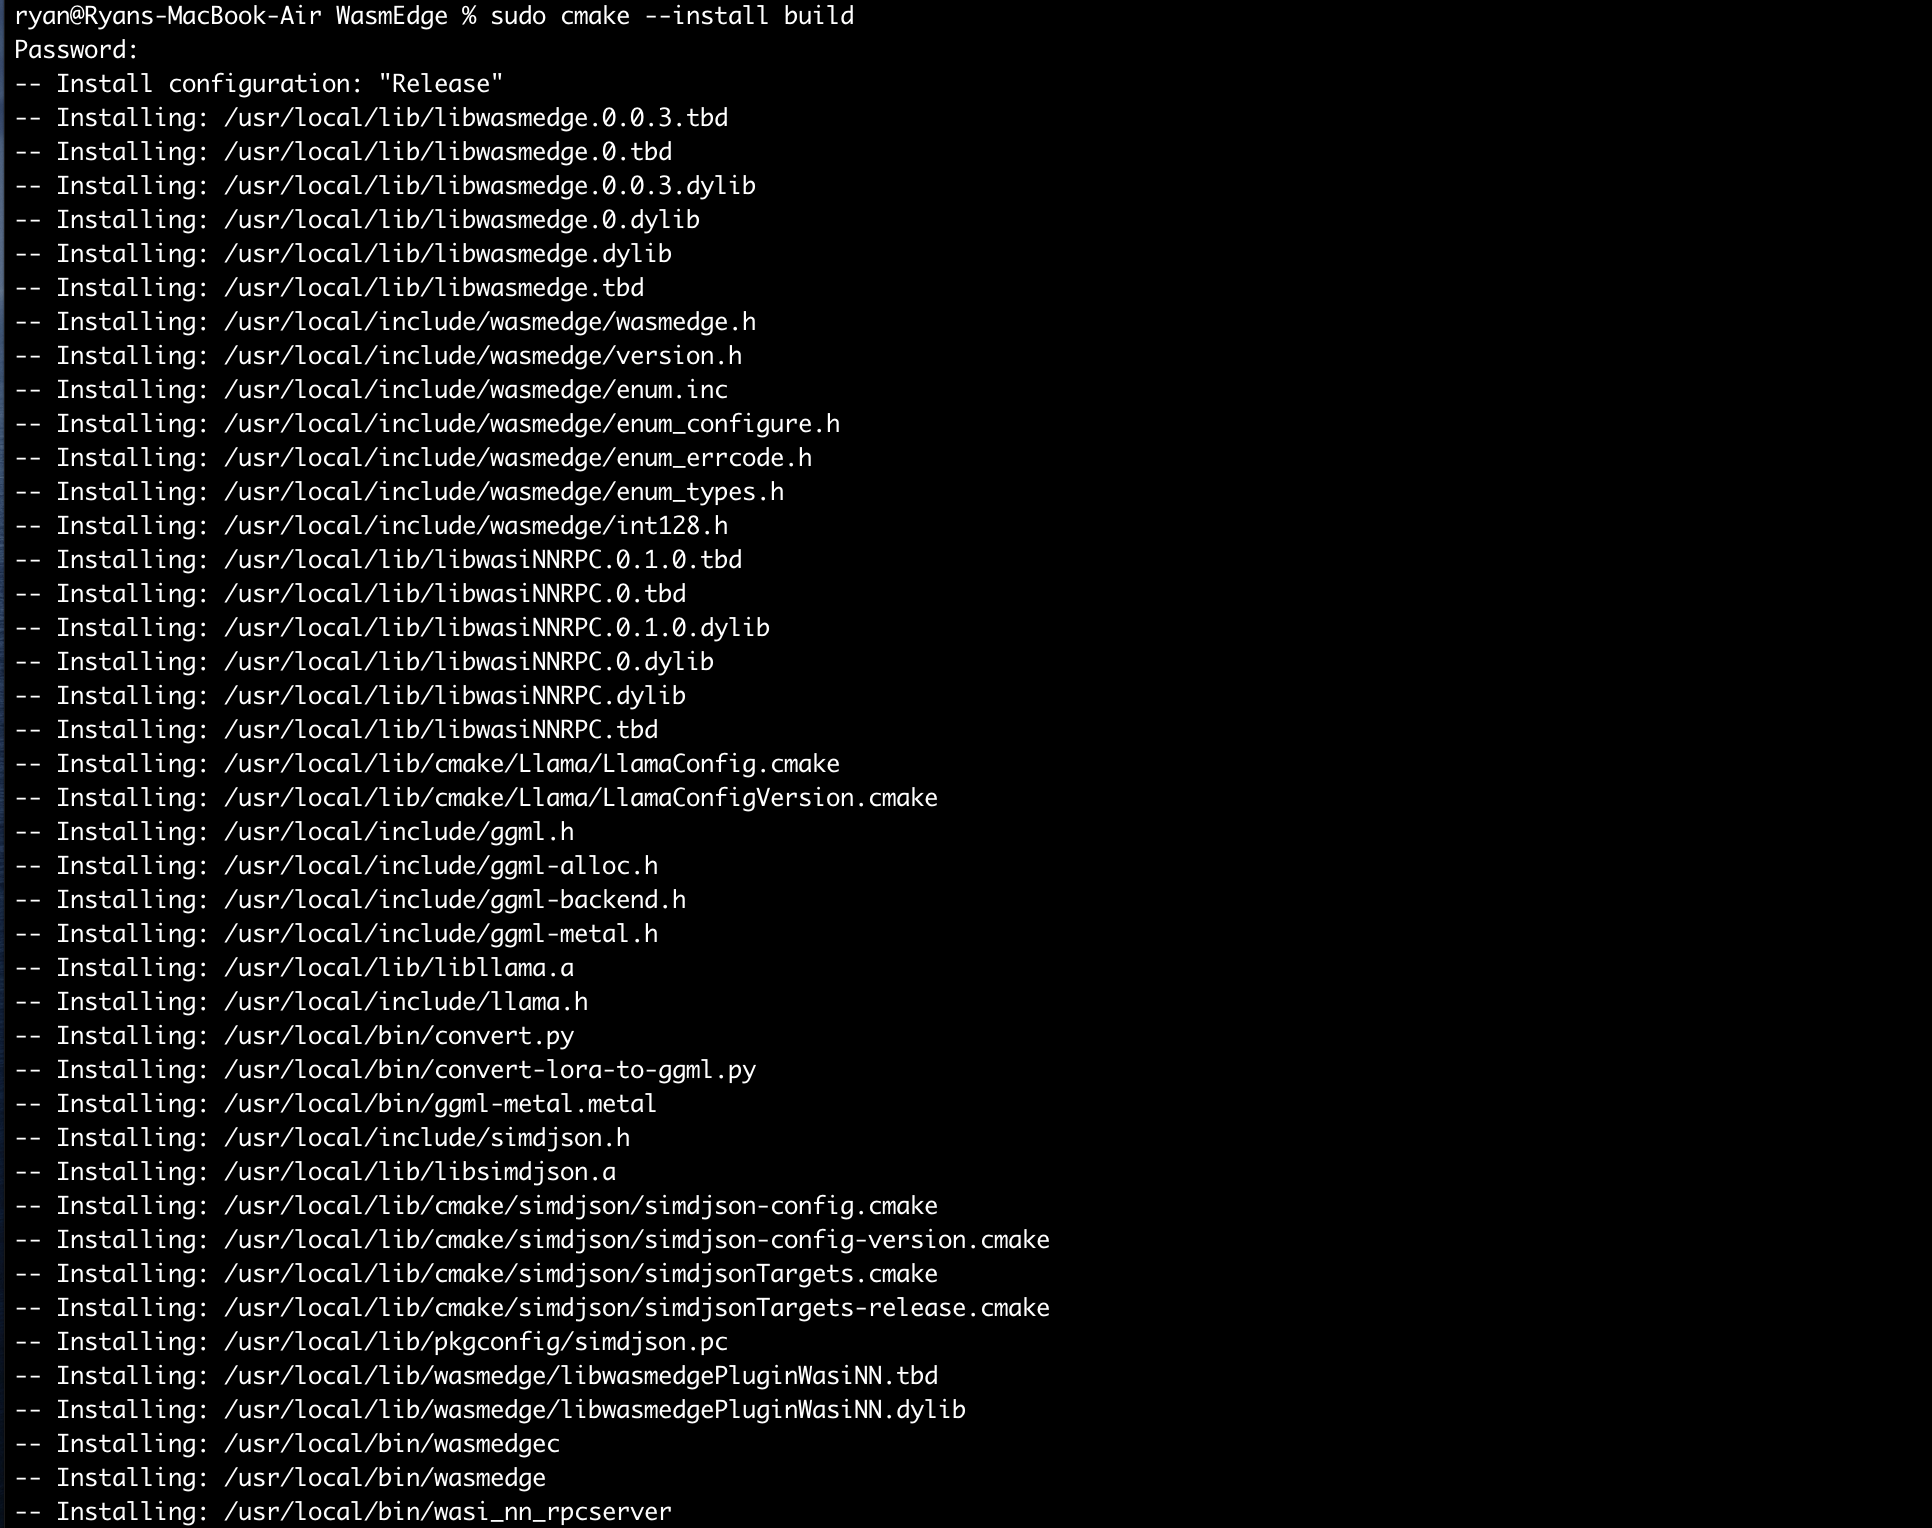 ryan@Ryans-MacBook-Air WasmEdge % sudo cmake --install build
Password:
-- Install configuration: "Release"
-- Installing: /usr/local/lib/libwasmedge.0.0.3.tbd
-- Installing: /usr/local/lib/libwasmedge.0.tbd
-- Installing: /usr/local/lib/libwasmedge.0.0.3.dylib
-- Installing: /usr/local/lib/libwasmedge.0.dylib
-- Installing: /usr/local/lib/libwasmedge.dylib
-- Installing: /usr/local/lib/libwasmedge.tbd
-- Installing: /usr/local/include/wasmedge/wasmedge.h
-- Installing: /usr/local/include/wasmedge/version.h
-- Installing: /usr/local/include/wasmedge/enum.inc
-- Installing: /usr/local/include/wasmedge/enum_configure.h
-- Installing: /usr/local/include/wasmedge/enum_errcode.h
-- Installing: /usr/local/include/wasmedge/enum_types.h
-- Installing: /usr/local/include/wasmedge/int128.h
-- Installing: /usr/local/lib/libwasiNNRPC.0.1.0.tbd
-- Installing: /usr/local/lib/libwasiNNRPC.0.tbd
-- Installing: /usr/local/lib/libwasiNNRPC.0.1.0.dylib
-- Installing: /usr/local/lib/libwasiNNRPC.0.dylib
-- Installing: /usr/local/lib/libwasiNNRPC.dylib
-- Installing: /usr/local/lib/libwasiNNRPC.tbd
-- Installing: /usr/local/lib/cmake/Llama/LlamaConfig.cmake
-- Installing: /usr/local/lib/cmake/Llama/LlamaConfigVersion.cmake
-- Installing: /usr/local/include/ggml.h
-- Installing: /usr/local/include/ggml-alloc.h
-- Installing: /usr/local/include/ggml-backend.h
-- Installing: /usr/local/include/ggml-metal.h
-- Installing: /usr/local/lib/libllama.a
-- Installing: /usr/local/include/llama.h
-- Installing: /usr/local/bin/convert.py
-- Installing: /usr/local/bin/convert-lora-to-ggml.py
-- Installing: /usr/local/bin/ggml-metal.metal
-- Installing: /usr/local/include/simdjson.h
-- Installing: /usr/local/lib/libsimdjson.a
-- Installing: /usr/local/lib/cmake/simdjson/simdjson-config.cmake
-- Installing: /usr/local/lib/cmake/simdjson/simdjson-config-version.cmake
-- Installing: /usr/local/lib/cmake/simdjson/simdjsonTargets.cmake
-- Installing: /usr/local/lib/cmake/simdjson/simdjsonTargets-release.cmake
-- Installing: /usr/local/lib/pkgconfig/simdjson.pc
-- Installing: /usr/local/lib/wasmedge/libwasmedgePluginWasiNN.tbd
-- Installing: /usr/local/lib/wasmedge/libwasmedgePluginWasiNN.dylib
-- Installing: /usr/local/bin/wasmedgec
-- Installing: /usr/local/bin/wasmedge
-- Installing: /usr/local/bin/wasi_nn_rpcserver